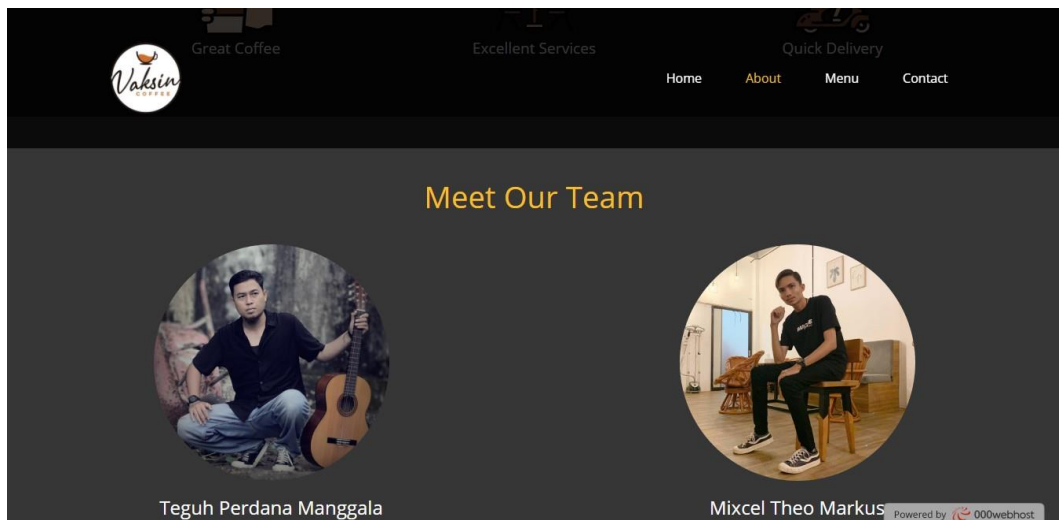 Great Coffee
Excellent Services
Quick Delivery
Vaksin
COFFEE
Home
About
Menu
Contact
Meet Our Team
Teguh Perdana Manggala
Mixcel Theo Markus
Powered by 000webhost